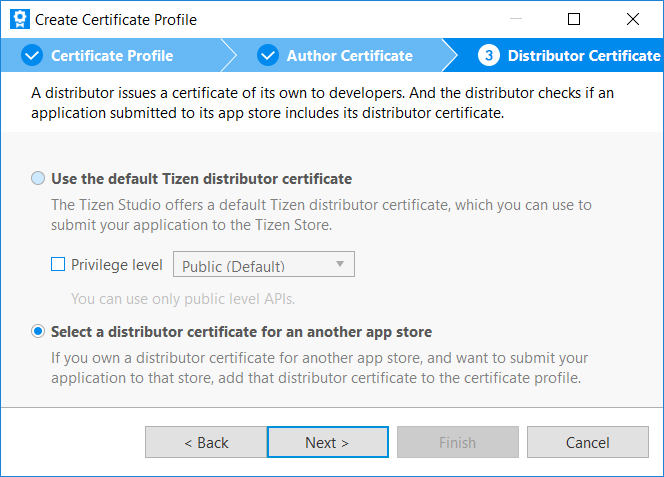 Create Certificate Profile
Certificate Profile
Author Certificate
3 Distributor Certificate
A distributor issues a certificate of its own to developers. And the distributor checks if an
application submitted to its app store includes its distributor certificate.
Use the default Tizen distributor certificate
The Tizen Studio offers a default Tizen distributor certificate, which you can use to
submit your application to the Tizen Store.
Privilege level
Public (Default)
You can use only public level APIs.
Select a distributor certificate for an another app store
If you own a distributor certificate for another app store, and want to submit your
application to that store, add that distributor certificate to the certificate profile.
< Back
Next >
Finish
Cancel